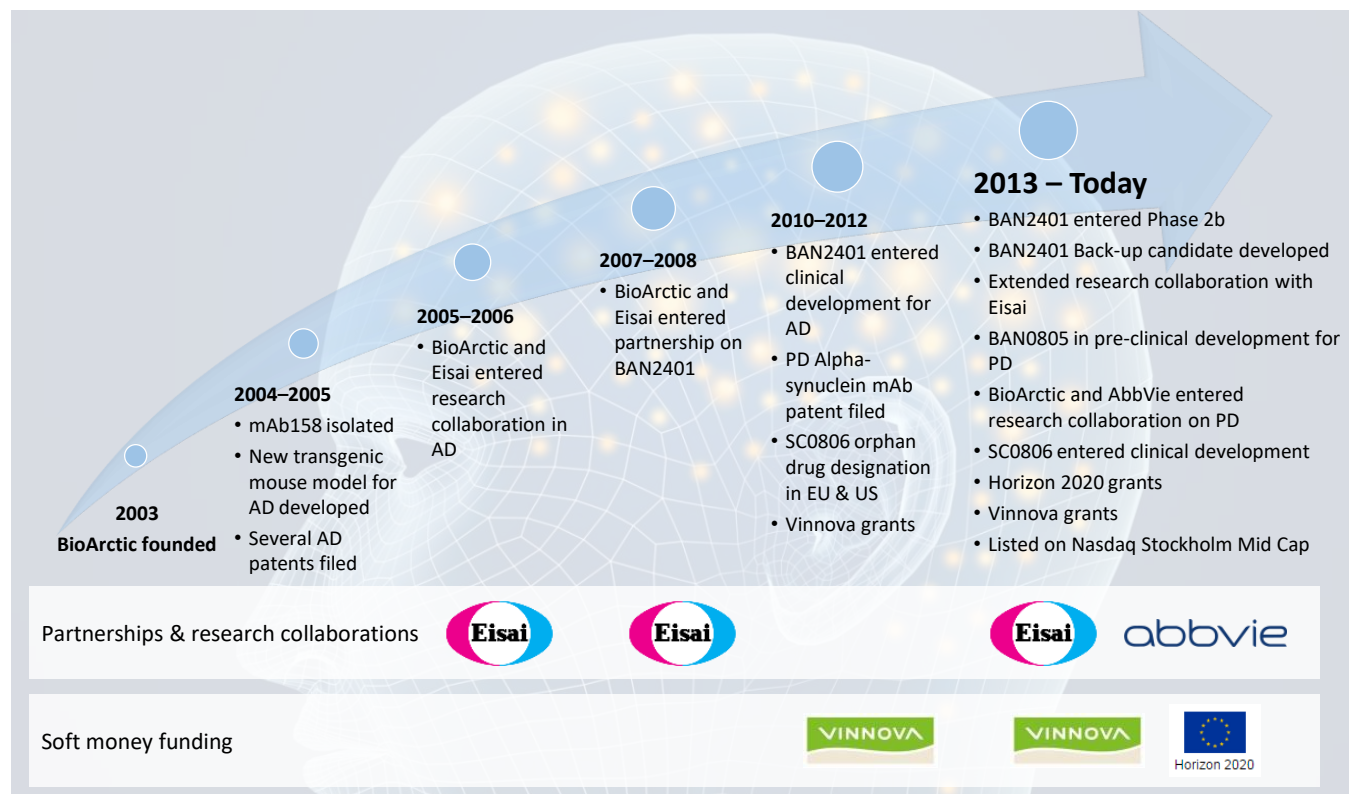 2003
BioArctic founded
2004–2005
• mAb158 isolated
• New transgenic
mouse model for
AD developed
• Several AD
patents filed
2005–2006
• BioArctic and
Eisai entered
research
collaboration in
AD
2007–2008
• BioArctic and
Eisai entered
partnership on
BAN2401
2010–2012
• BAN2401 entered
clinical
development for
AD
• PD Alpha-
synuclein mAb
patent filed
• SC0806 orphan
drug designation
in EU & US
• Vinnova grants
2013 – Today
• BAN2401 entered Phase 2b
• BAN2401 Back-up candidate developed
• Extended research collaboration with
Eisai
• BAN0805 in pre-clinical development for
PD
• BioArctic and AbbVie entered
research collaboration on PD
• SC0806 entered clinical development
• Horizon 2020 grants
• Vinnova grants
• Listed on Nasdaq Stockholm Mid Cap
Partnerships & research collaborations
Eisai
Eisai
Eisai
abbvie
Soft money funding
VINNOVA
VINNOVA
Horizon 2020